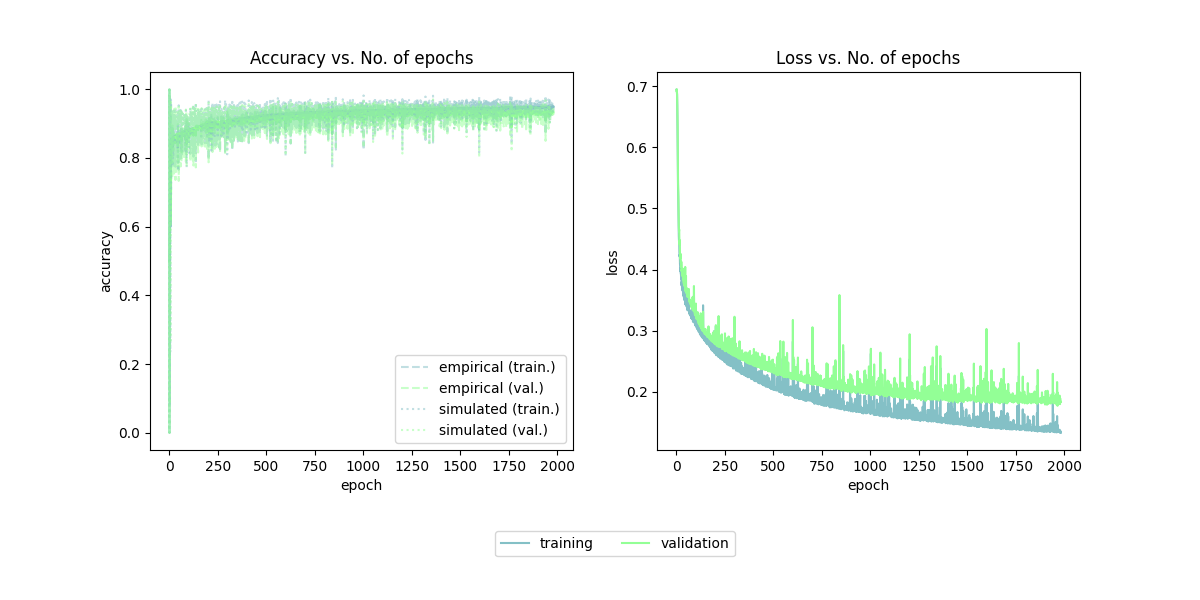 Accuracy vs. No. of epochs
1.0
0.8
0.6
0.4
0.2
0.0
accuracy
0 250 500 750 1000 1250 1500 1750 2000
epoch
empirical (train.)
empirical (val.)
simulated (train.)
simulated (val.)
Loss vs. No. of epochs
0.7
0.6
0.5
0.4
0.3
0.2
loss
0 250 500 750 1000 1250 1500 1750 2000
epoch
training validation